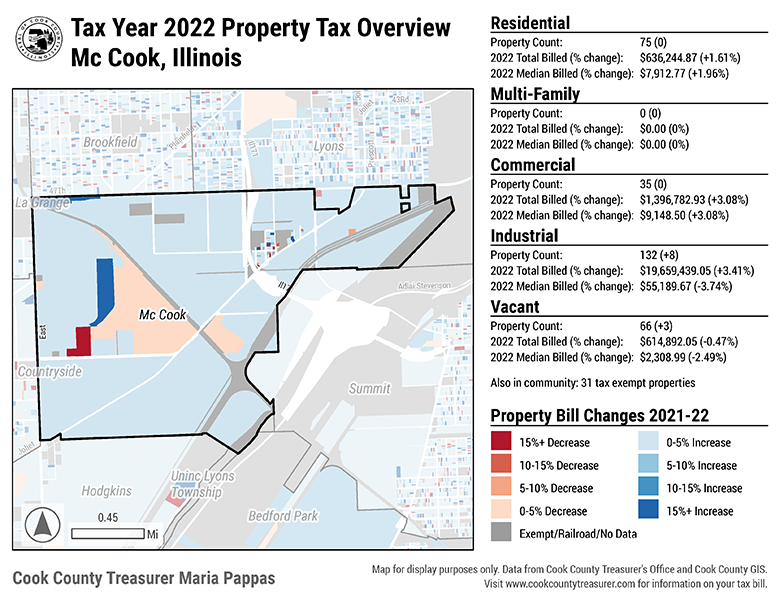 Tax Year 2022 Property Tax Overview
Mc Cook, Illinois
Residential
Property Count: 75 (0)
2022 Total Billed (% change): $636,244.87 (+1.61%)
2022 Median Billed (% change): $7,912.77 (+1.96%)
Multi-Family
Property Count: 0 (0)
2022 Total Billed (% change): $0.00 (0%)
2022 Median Billed (% change): $0.00 (0%)
Commercial
Property Count: 35 (0)
2022 Total Billed (% change): $1,396,782.93 (+3.08%)
2022 Median Billed (% change): $9,148.50 (+3.08%)
Industrial
Property Count: 132 (+8)
2022 Total Billed (% change): $19,659,439.05 (+3.41%)
2022 Median Billed (% change): $55,189.67 (-3.74%)
Vacant
Property Count: 66 (+3)
2022 Total Billed (% change): $614,892.05 (-0.47%)
2022 Median Billed (% change): $2,308.99 (-2.49%)
Also in community: 31 tax exempt properties
Property Bill Changes 2021-22
15%+ Decrease
10-15% Decrease
5-10% Decrease
0-5% Decrease
Exempt/Railroad/No Data
0-5% Increase
5-10% Increase
10-15% Increase
15%+ Increase
43Rd
Joliet
Plainfield
Brookfield
Ill 171
Lyons
Prescott
47Th
La Grange
Adlai Stevenson
Mc Cook
East
Countryside
Summit
Joliet
Uninc Lyons
Township
Hodgkins
Bedford Park
0.45
Mi
Cook County Treasurer Maria Pappas
Map for display purposes only. Data from Cook County Treasurer's Office and Cook County GIS.
Visit www.cookcountytreasurer.com for information on your tax bill.